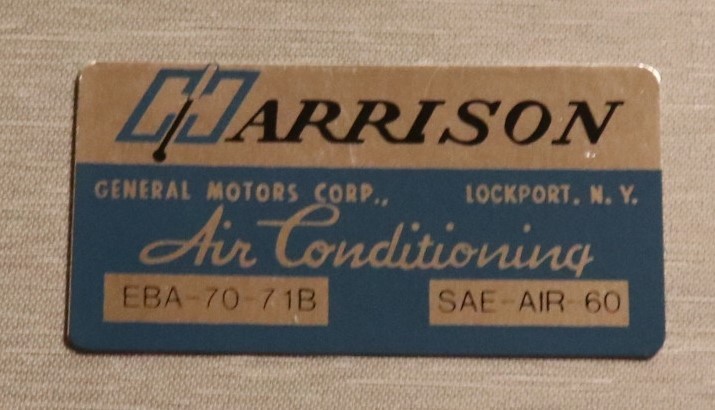 HARRISON
GENERAL MOTORS CORP., LOCKPORT. N. Y.
Air Conditioning
EBA-70-71B SAE-AIR-60